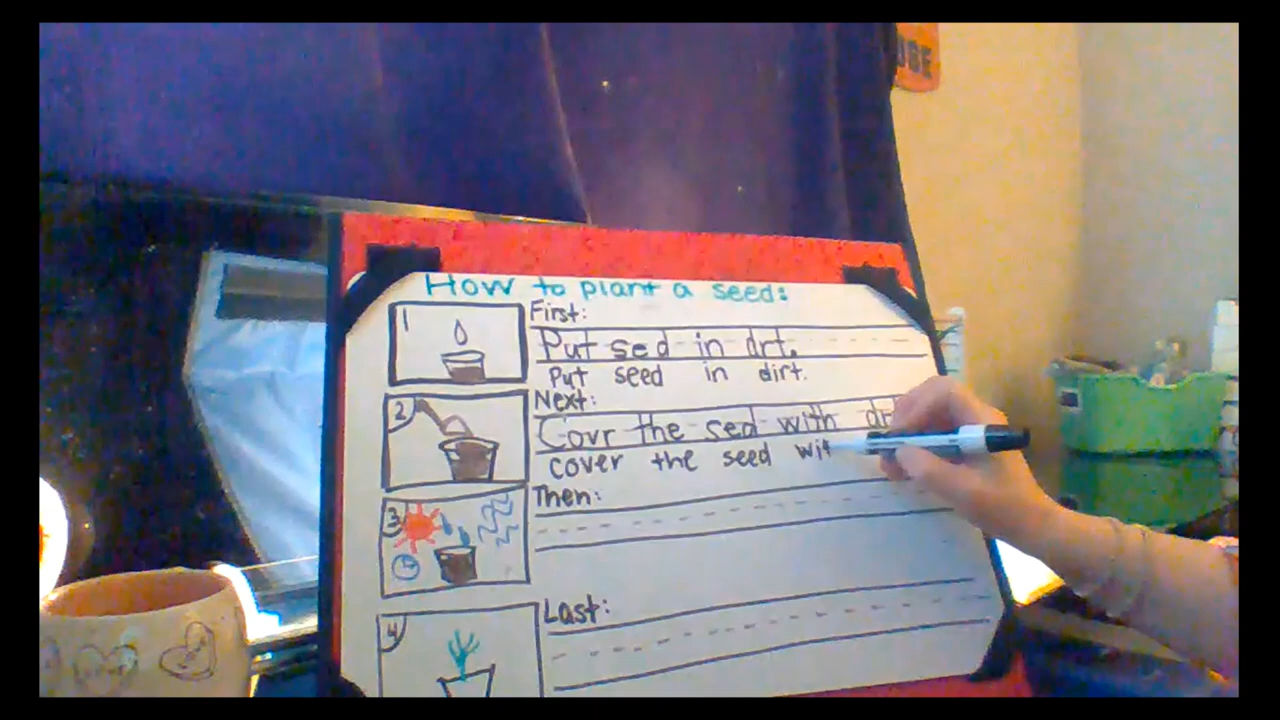 How to plant a seed:
1
First:
Put sed in drt.
Put seed in dirt.
2
Next:
Covr the sed with
cover the seed wit
3
Then:
4
Last: